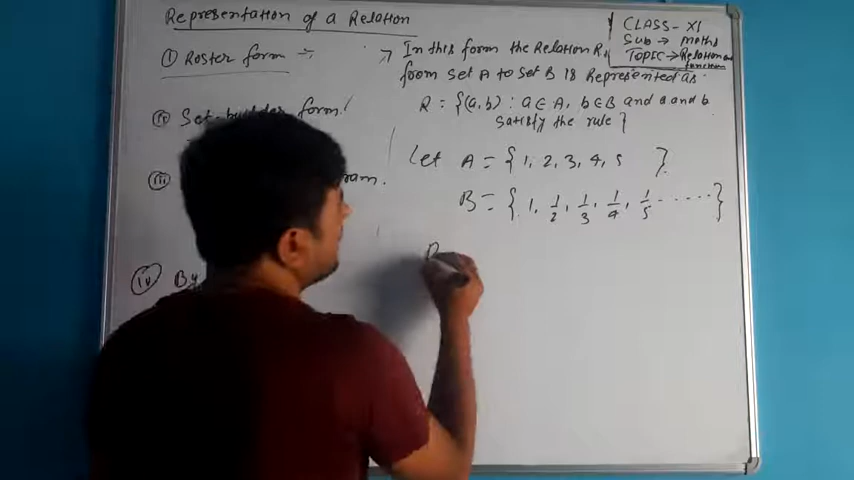 Representation of a Relation
CLASS - XI
Sub → maths
TOPIC → Relation and function
(i) Roster form :-
→ In this form the Relation R,
from set A to set B is Represented as.
R = {(a,b) : a ∈ A, b ∈ B and a and b
satisfy the rule }
(ii) Set-builder form!
Let A = { 1, 2, 3, 4, 5 }
(iii) ram.
B = { 1, 1/2, 1/3, 1/4, 1/5 ...... }
(iv) By